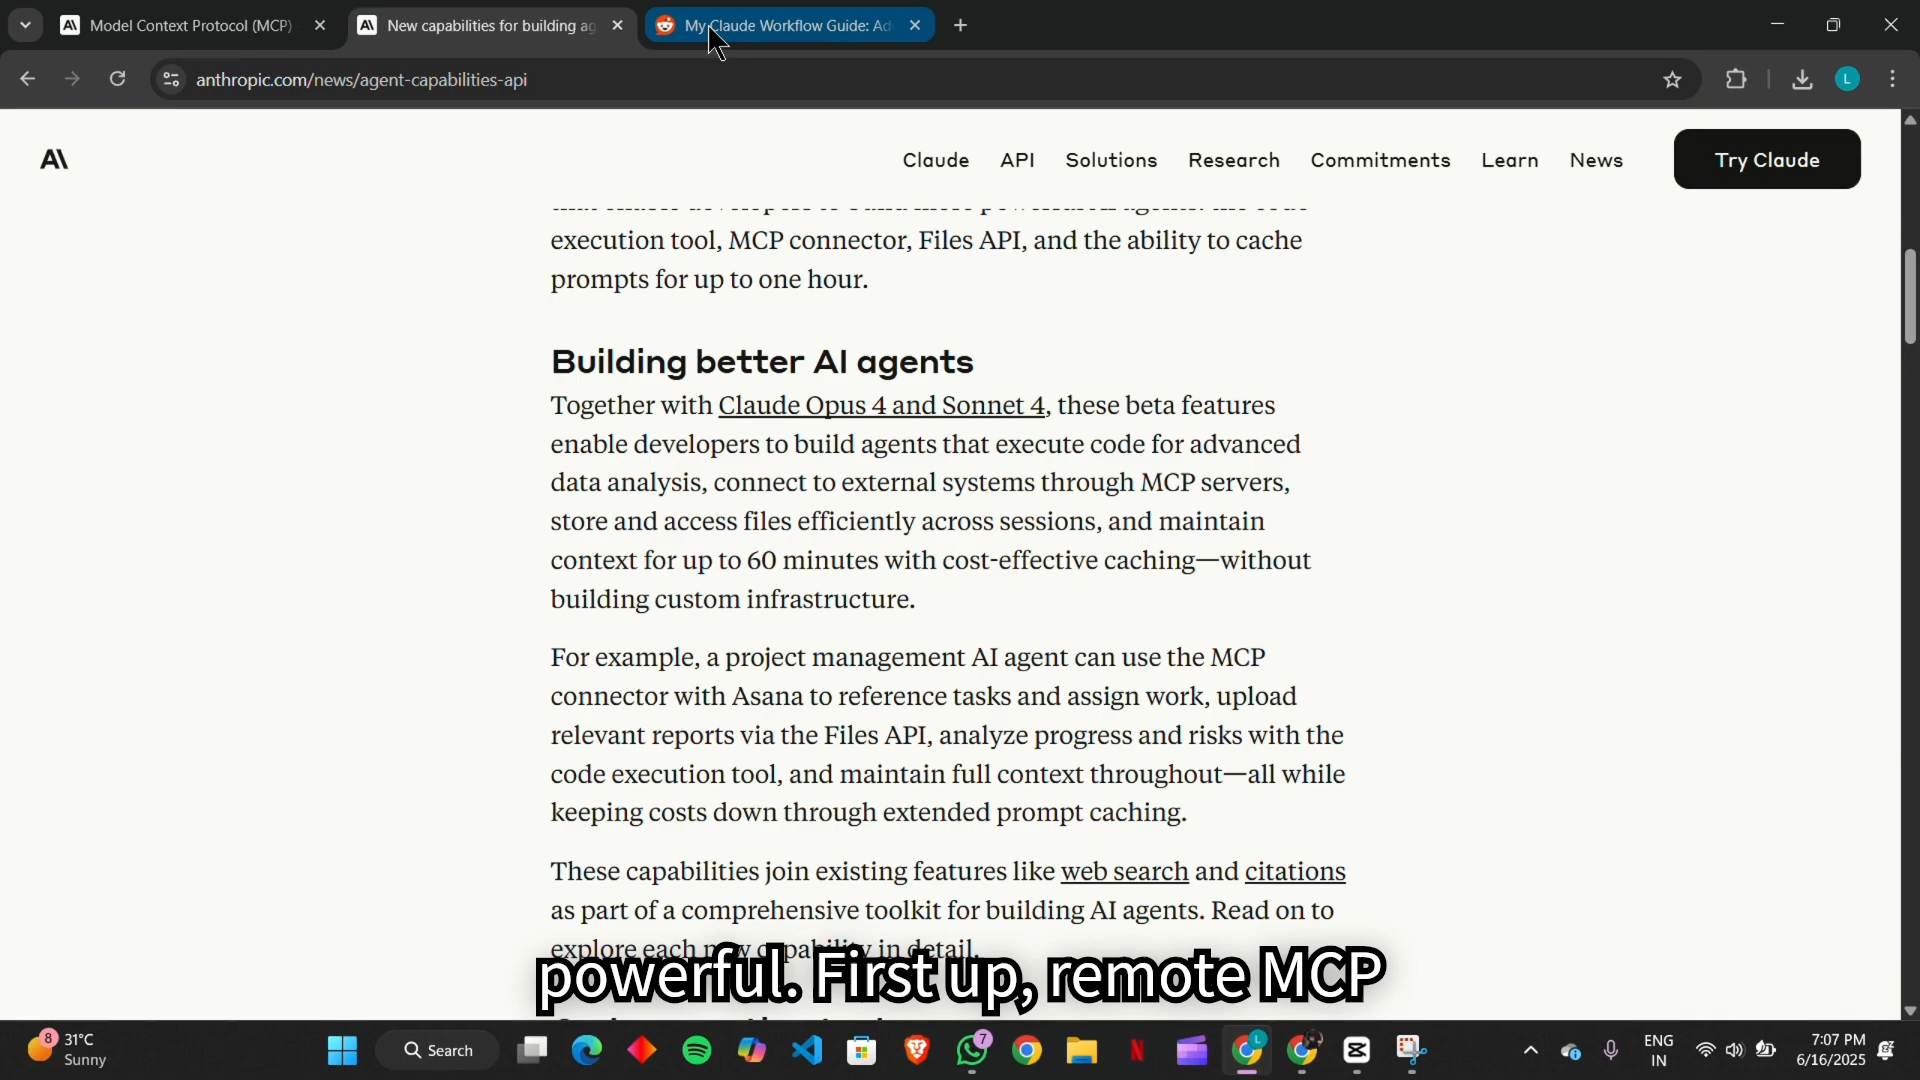 Model Context Protocol (MCP)
New capabilities for building ag
My Claude Workflow Guide: Ad
anthropic.com/news/agent-capabilities-api
L
Claude API Solutions Research Commitments Learn News Try Claude
execution tool, MCP connector, Files API, and the ability to cache
prompts for up to one hour.
Building better AI agents
Together with Claude Opus 4 and Sonnet 4, these beta features
enable developers to build agents that execute code for advanced
data analysis, connect to external systems through MCP servers,
store and access files efficiently across sessions, and maintain
context for up to 60 minutes with cost-effective caching—without
building custom infrastructure.
For example, a project management AI agent can use the MCP
connector with Asana to reference tasks and assign work, upload
relevant reports via the Files API, analyze progress and risks with the
code execution tool, and maintain full context throughout—all while
keeping costs down through extended prompt caching.
These capabilities join existing features like web search and citations
as part of a comprehensive toolkit for building AI agents. Read on to
explore each new capability in detail.
powerful. First up, remote MCP
8
31°C
Sunny
Search
7
L
ENG
IN
7:07 PM
6/16/2025